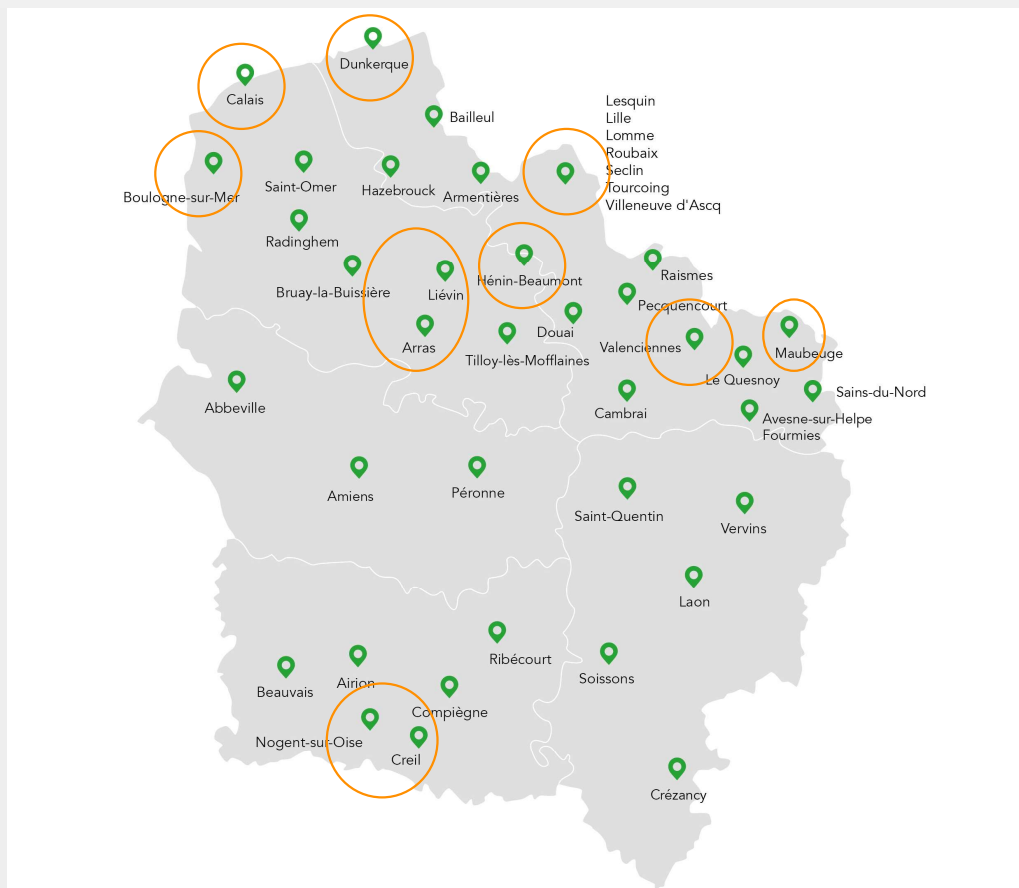 Dunkerque
Calais
Bailleul
Lesquin
Lille
Lomme
Roubaix
Seclin
Tourcoing
Villeneuve d'Ascq
Boulogne-sur-Mer
Saint-Omer
Hazebrouck
Armentières
Radinghem
Bruay-la-Buissière
Liévin
Hénin-Beaumont
Raismes
Pecquencourt
Arras
Tilloy-lès-Mofflaines
Douai
Valenciennes
Maubeuge
Le Quesnoy
Sains-du-Nord
Abbeville
Cambrai
Avesne-sur-Helpe
Fourmies
Amiens
Péronne
Saint-Quentin
Vervins
Laon
Ribécourt
Soissons
Beauvais
Airion
Compiègne
Nogent-sur-Oise
Creil
Crézancy